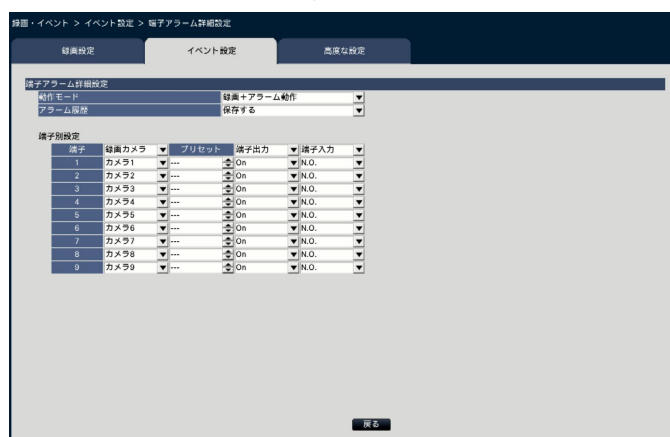 録画・イベント > イベント設定 > 端子アラーム詳細設定
録画設定 イベント設定 高度な設定
端子アラーム詳細設定
動作モード 録画+アラーム動作 ▼
アラーム履歴 保存する ▼
端子別設定
端子 録画カメラ ▼ プリセット 端子出力 ▼ 端子入力 ▼
1 カメラ1 ▼ --- On ▼ N.O. ▼
2 カメラ2 ▼ --- On ▼ N.O. ▼
3 カメラ3 ▼ --- On ▼ N.O. ▼
4 カメラ4 ▼ --- On ▼ N.O. ▼
5 カメラ5 ▼ --- On ▼ N.O. ▼
6 カメラ6 ▼ --- On ▼ N.O. ▼
7 カメラ7 ▼ --- On ▼ N.O. ▼
8 カメラ8 ▼ --- On ▼ N.O. ▼
9 カメラ9 ▼ --- On ▼ N.O. ▼
戻る